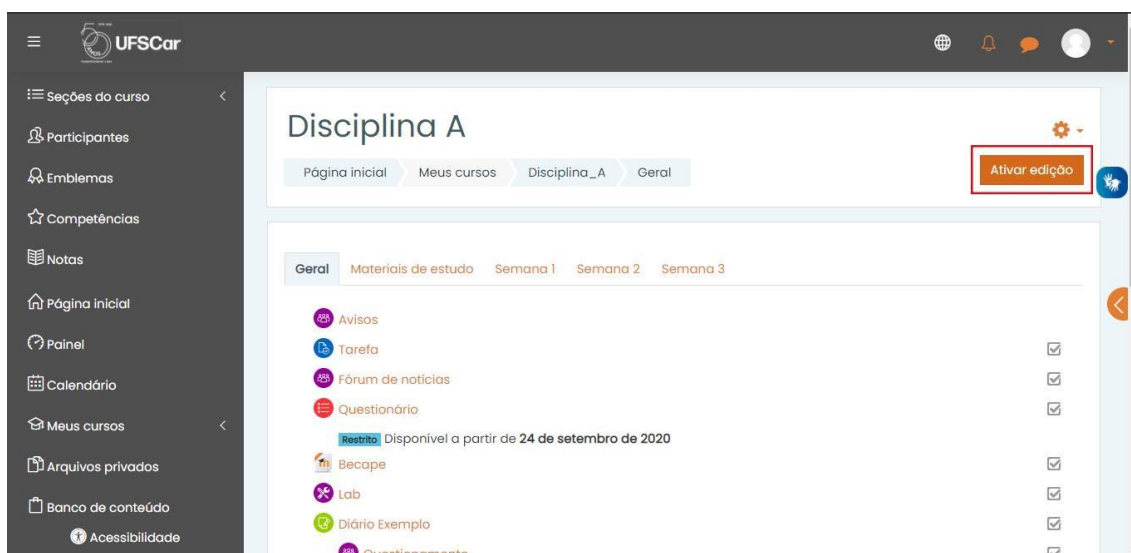 UFSCar
Seções do curso
Participantes
Emblemas
Competências
Notas
Página inicial
Painel
Calendário
Meus cursos
Arquivos privados
Banco de conteúdo
Acessibilidade
Disciplina A
Ativar edição
Página inicial Meus cursos Disciplina_A Geral
Geral Materiais de estudo Semana 1 Semana 2 Semana 3
Avisos
Tarefa
Fórum de notícias
Questionário
Restrito Disponível a partir de 24 de setembro de 2020
Becape
Lab
Diário Exemplo